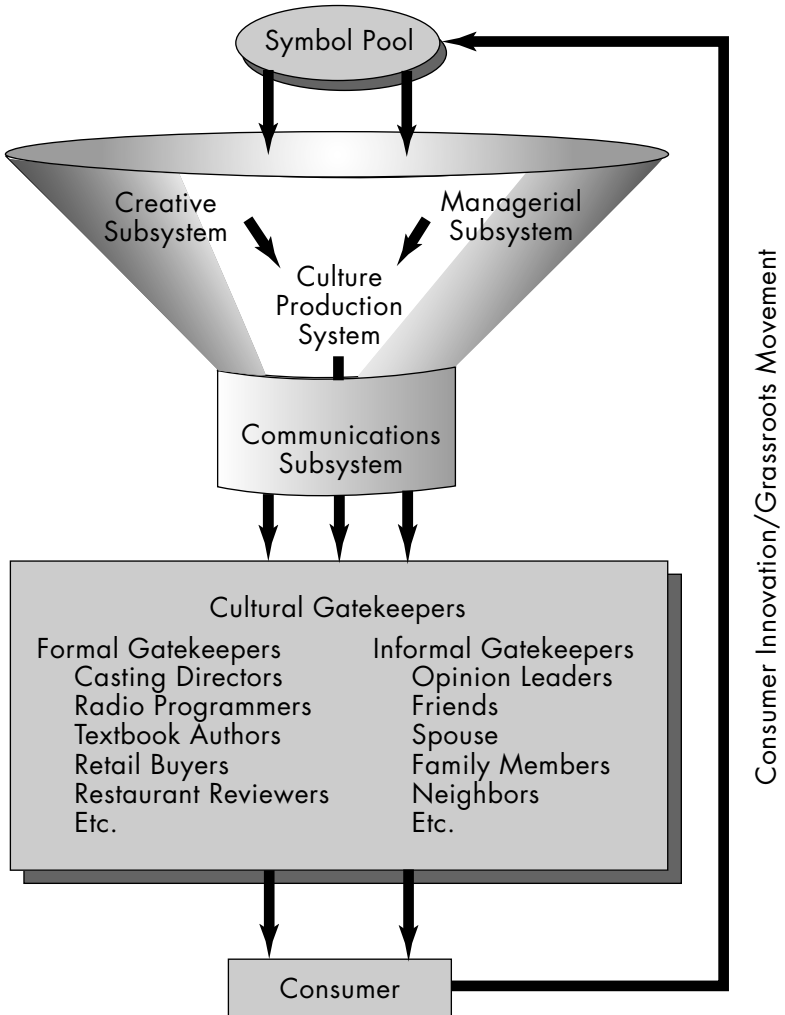 Symbol Pool
Creative
Subsystem
Managerial
Subsystem
Culture
Production
System
Communications
Subsystem
Cultural Gatekeepers
Formal Gatekeepers
Casting Directors
Radio Programmers
Textbook Authors
Retail Buyers
Restaurant Reviewers
Etc.
Informal Gatekeepers
Opinion Leaders
Friends
Spouse
Family Members
Neighbors
Etc.
Consumer
Consumer Innovation/Grassroots Movement